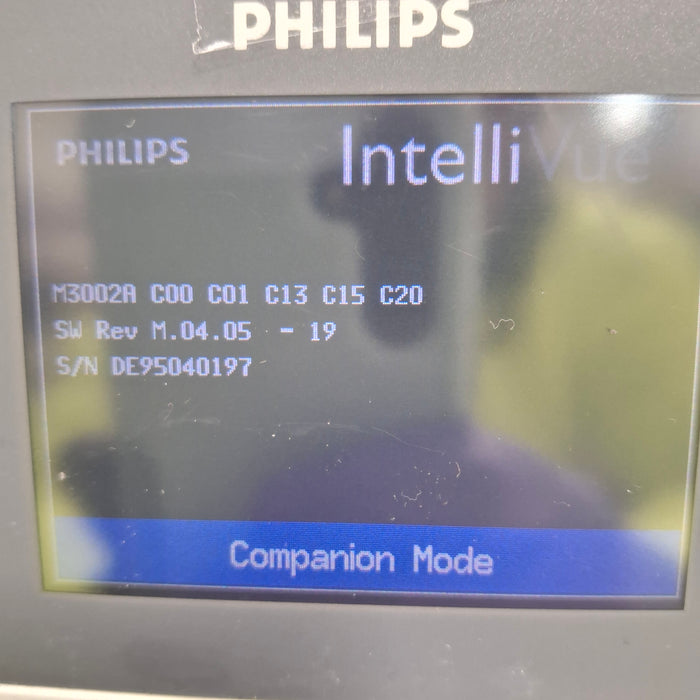 PHILIPS
PHILIPS IntelliVue
M3002A C00 C01 C13 C15 C20
SW Rev M.04.05 - 19
S/N DE95040197
Companion Mode